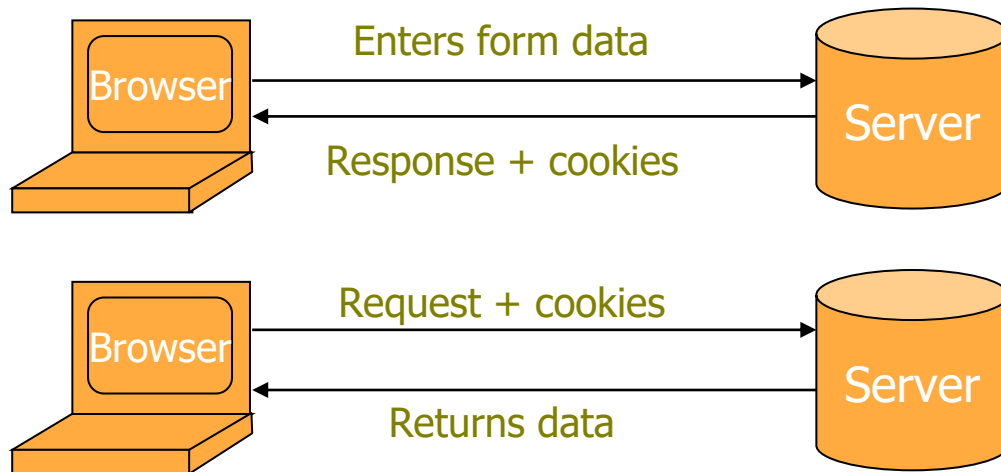 Enters form data
Browser
Server
Response + cookies
Request + cookies
Browser
Server
Returns data